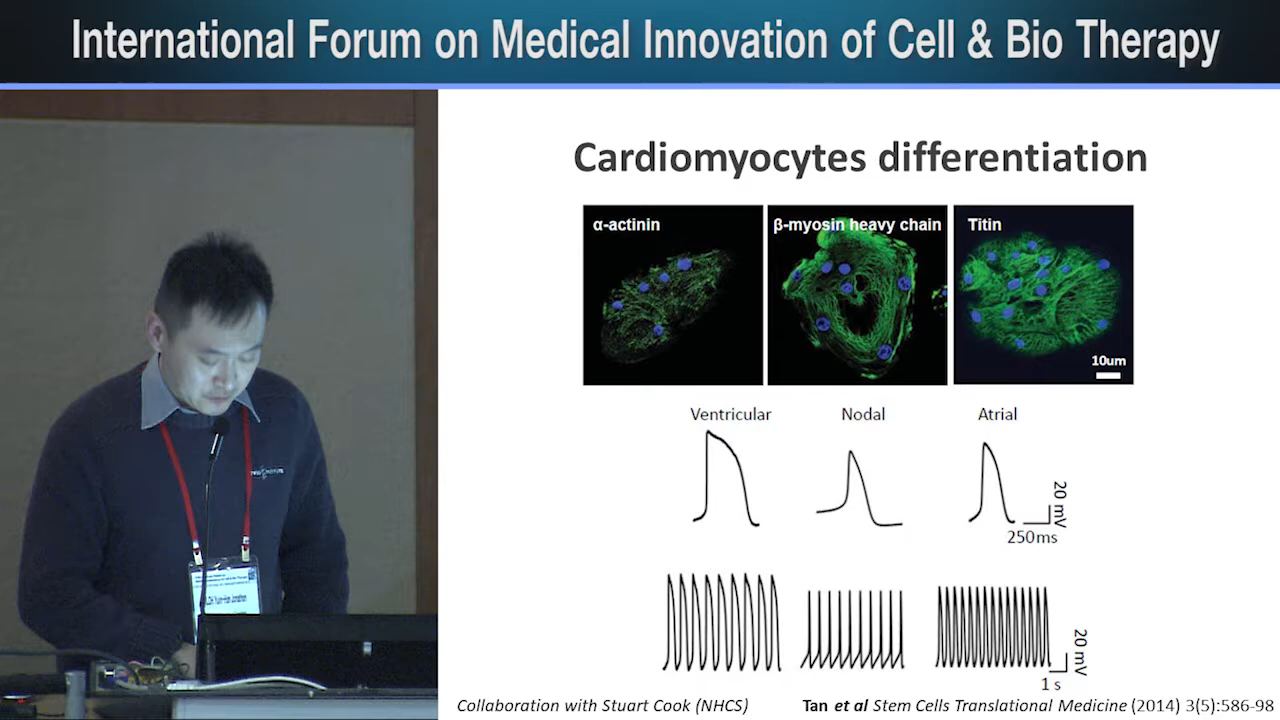 International Forum on Medical Innovation of Cell & Bio Therapy
Cardiomyocytes differentiation
α-actinin
β-myosin heavy chain
Titin
10um
Ventricular
Nodal
Atrial
20 mV
250ms
20 mV
1 s
Collaboration with Stuart Cook (NHCS)
Tan et al Stem Cells Translational Medicine (2014) 3(5):586-98